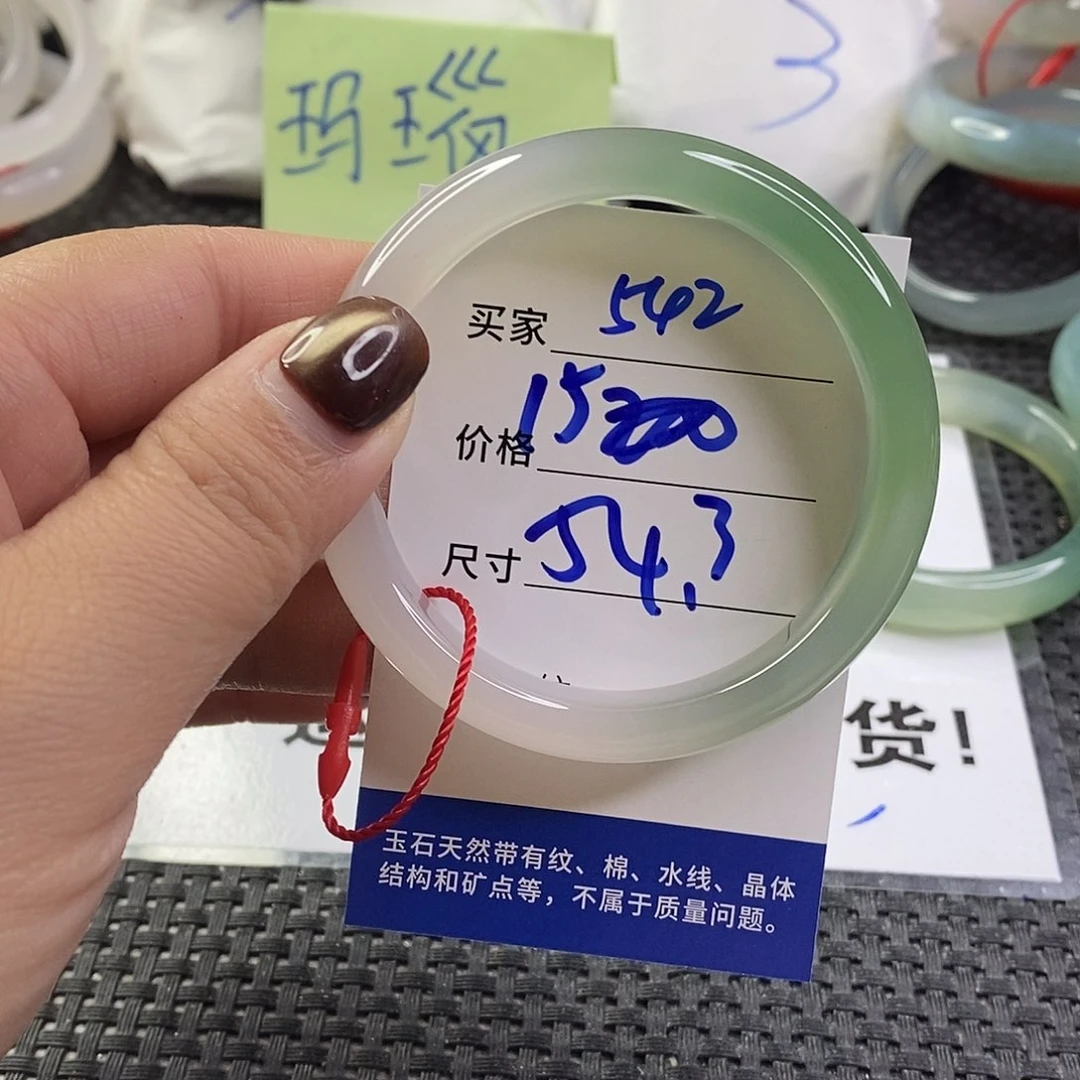 玛瑙
3
买家 542
价格 15
尺寸 54.3
货!
玉石天然带有纹、棉、水线、晶体
结构和矿点等，不属于质量问题。